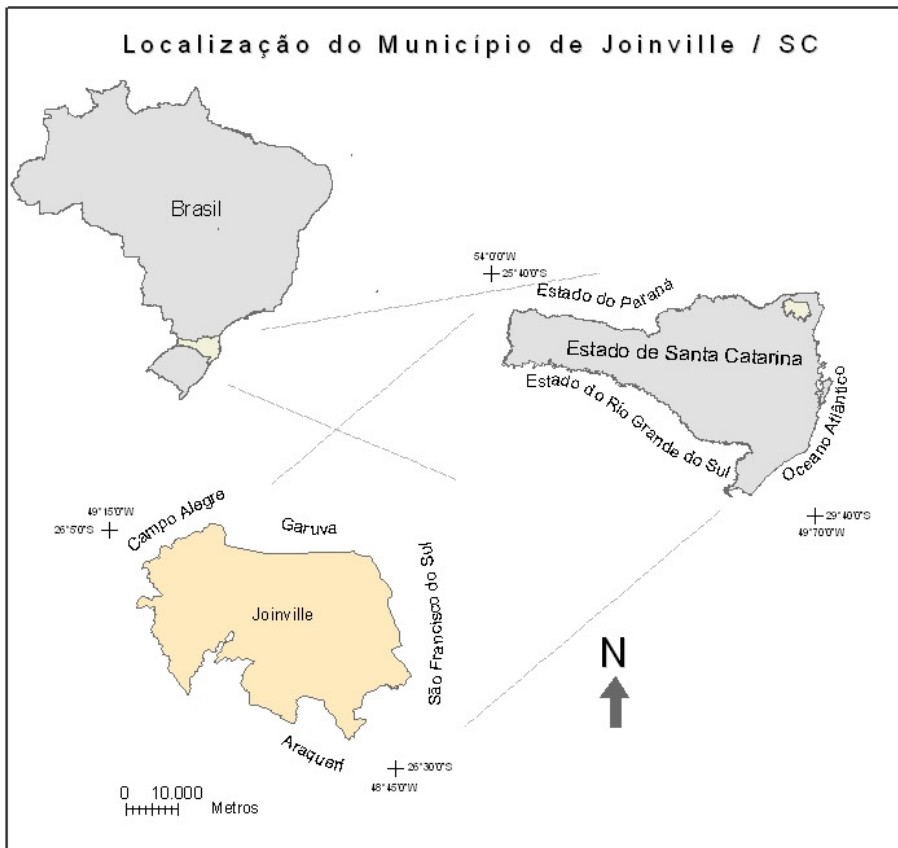 Localização do Município de Joinville / SC
Brasil
54°0'0"W
25°40'0"S
Estado do Paraná
Estado de Santa Catarina
Estado do Rio Grande do Sul
Oceano Atlântico
29°40'0"S
49°70'0"W
49°15'0"W
26°5'0"S
Campo Alegre
Garuva
São Francisco do Sul
Joinville
Araquari
26°30'0"S
48°45'0"W
N
0 10.000
Metros